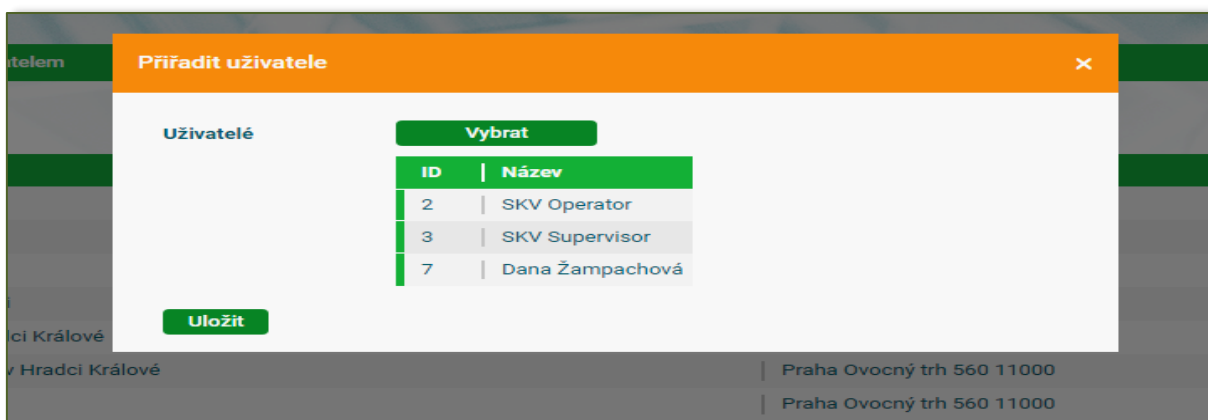 atelem
Přiřadit uživatele ×
Uživatelé Vybrat
ID | Název
2 | SKV Operator
3 | SKV Supervisor
7 | Dana Žampachová
i
Uložit
dci Králové
v Hradci Králové | Praha Ovocný trh 560 11000
| Praha Ovocný trh 560 11000